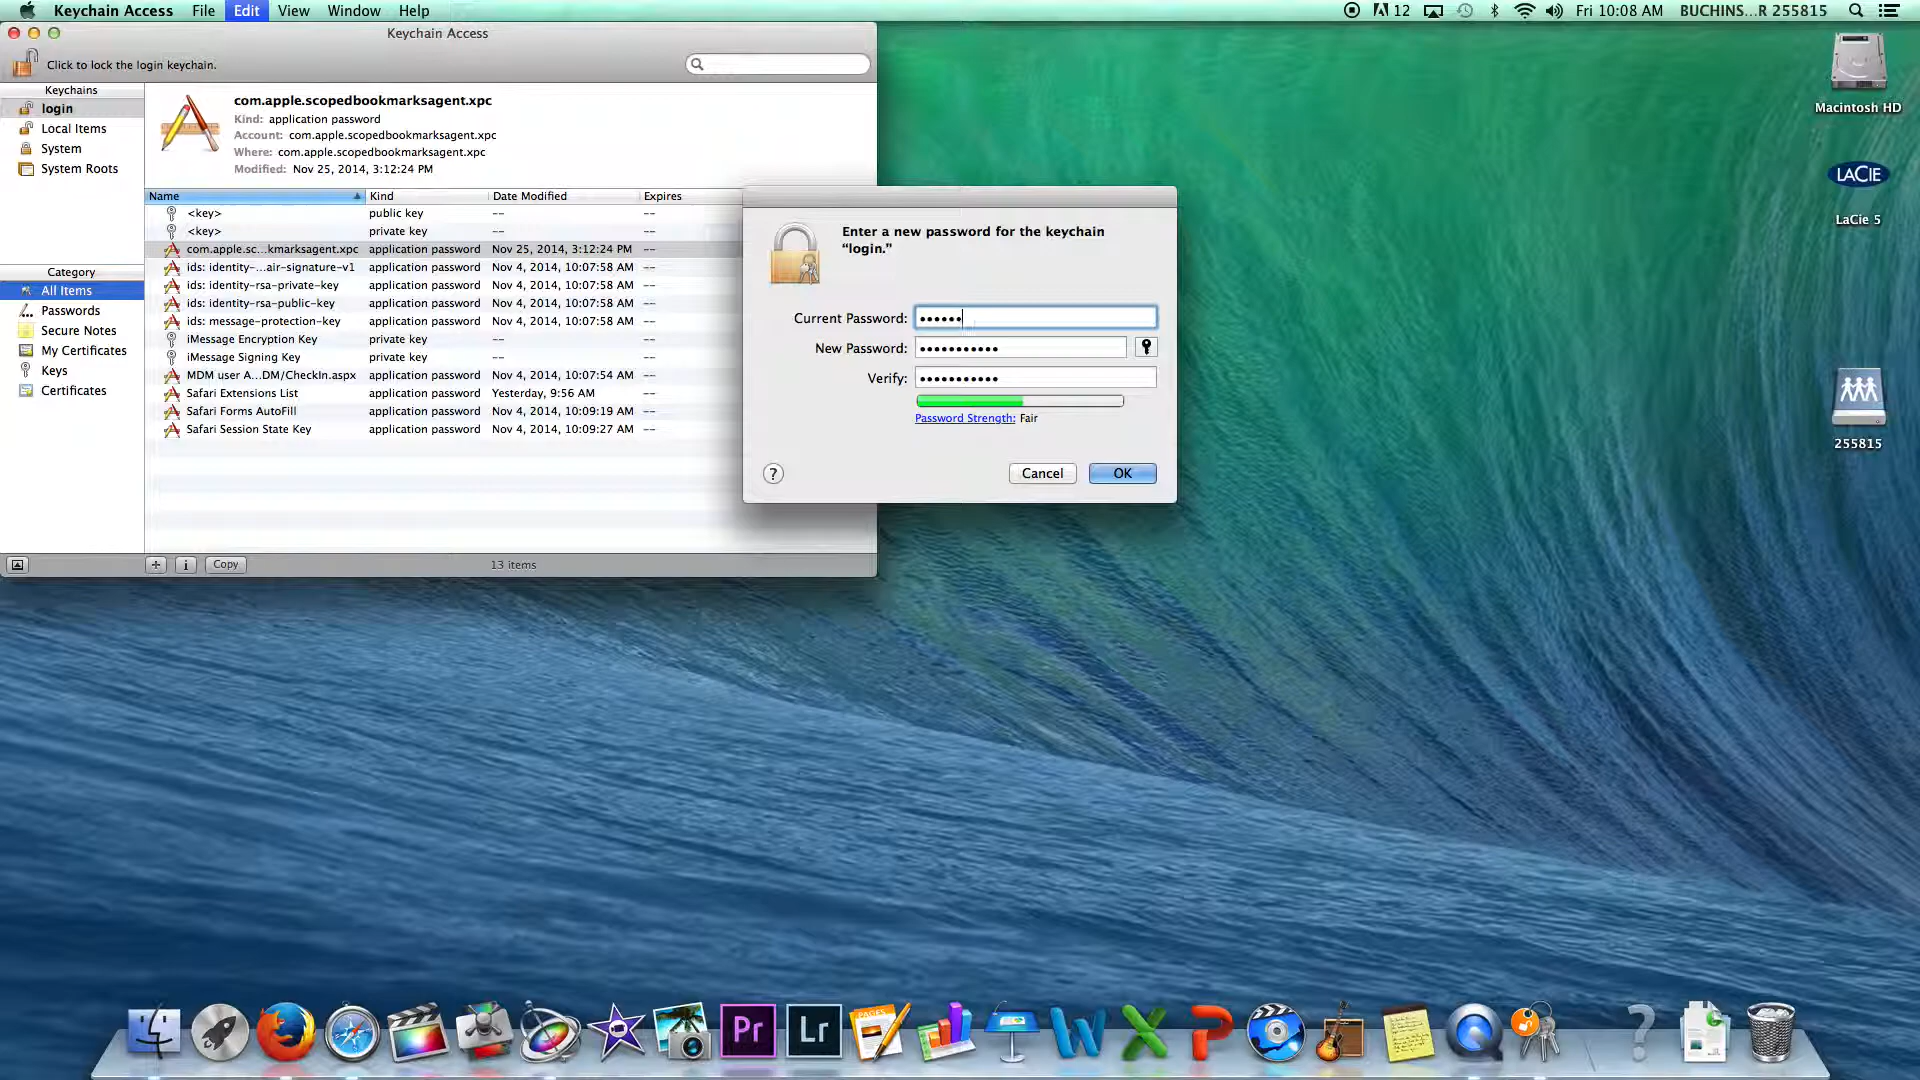 Keychain Access File Edit View Window Help
12 Fri 10:08 AM BUCHINS...R 255815
Keychain Access
Click to lock the login keychain.
Keychains
login
Local Items
System
System Roots
com.apple.scopedbookmarksagent.xpc
Kind: application password
Account: com.apple.scopedbookmarksagent.xpc
Where: com.apple.scopedbookmarksagent.xpc
Modified: Nov 25, 2014, 3:12:24 PM
Name Kind Date Modified Expires
<key> public key -- --
<key> private key -- --
com.apple.sc...kmarksagent.xpc application password Nov 25, 2014, 3:12:24 PM --
ids: identity-...air-signature-v1 application password Nov 4, 2014, 10:07:58 AM --
ids: identity-rsa-private-key application password Nov 4, 2014, 10:07:58 AM --
ids: identity-rsa-public-key application password Nov 4, 2014, 10:07:58 AM --
ids: message-protection-key application password Nov 4, 2014, 10:07:58 AM --
iMessage Encryption Key private key -- --
iMessage Signing Key private key -- --
MDM user A...DM/CheckIn.aspx application password Nov 4, 2014, 10:07:54 AM --
Safari Extensions List application password Yesterday, 9:56 AM --
Safari Forms AutoFill application password Nov 4, 2014, 10:09:19 AM --
Safari Session State Key application password Nov 4, 2014, 10:09:27 AM --
Category
All Items
Passwords
Secure Notes
My Certificates
Keys
Certificates
Copy
13 items
Enter a new password for the keychain
“login.”
Current Password: ••••••
New Password: •••••••••••
Verify: •••••••••••
Password Strength: Fair
?
Cancel OK
Macintosh HD
LACIE
LaCie 5
255815
Pr
Lr
PAGES